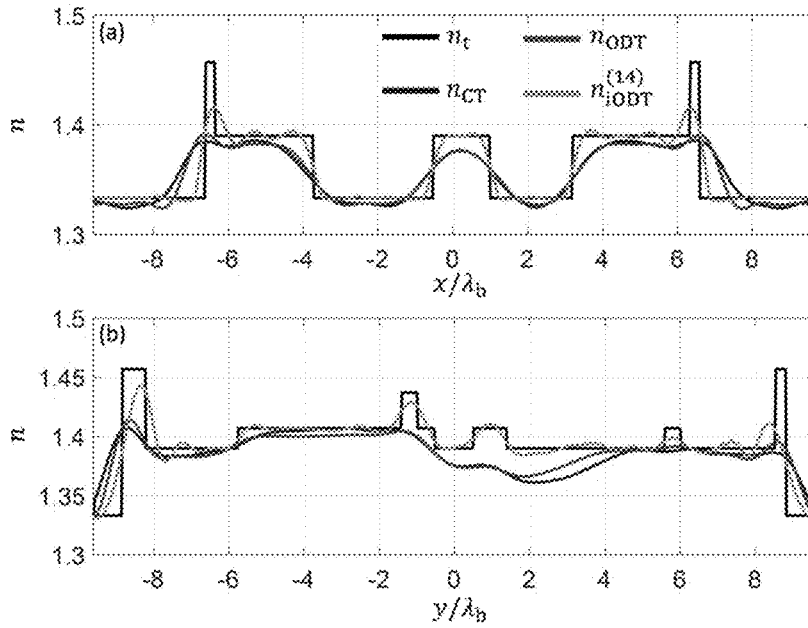 1.5
(a)
n_t
n_ODT
n_CT
n_iODT^(14)
1.4
n
1.3
-8 -6 -4 -2 0 2 4 6 8
x/λ_b
1.5
(b)
1.45
n
1.4
1.35
1.3
-8 -6 -4 -2 0 2 4 6 8
y/λ_b